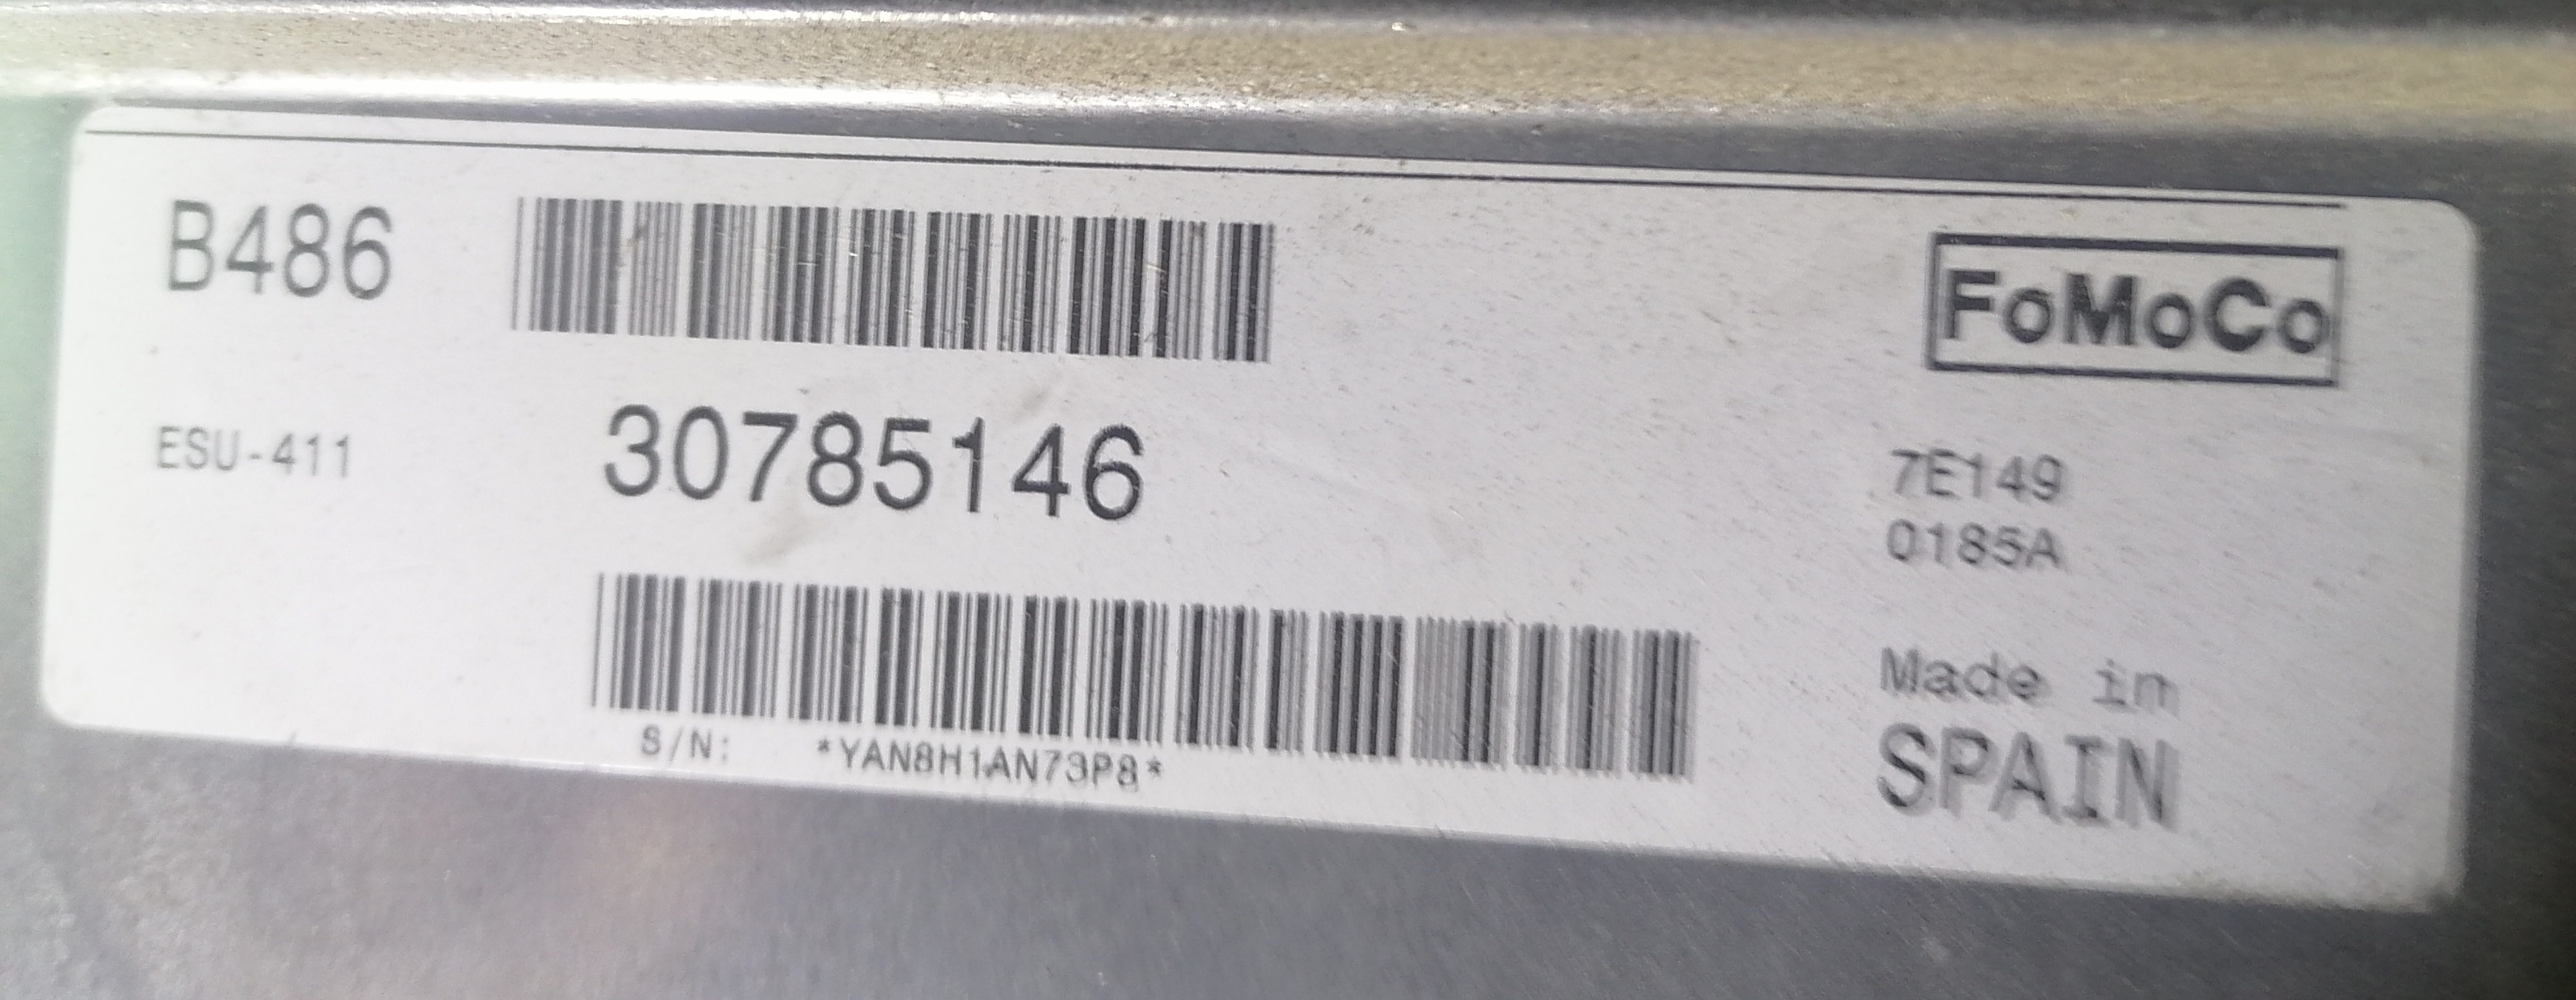 B486
FoMoCo
ESU-411
30785146
7E149
0185A
Made in
SPAIN
S/N: *YAN8H1AN73P8*